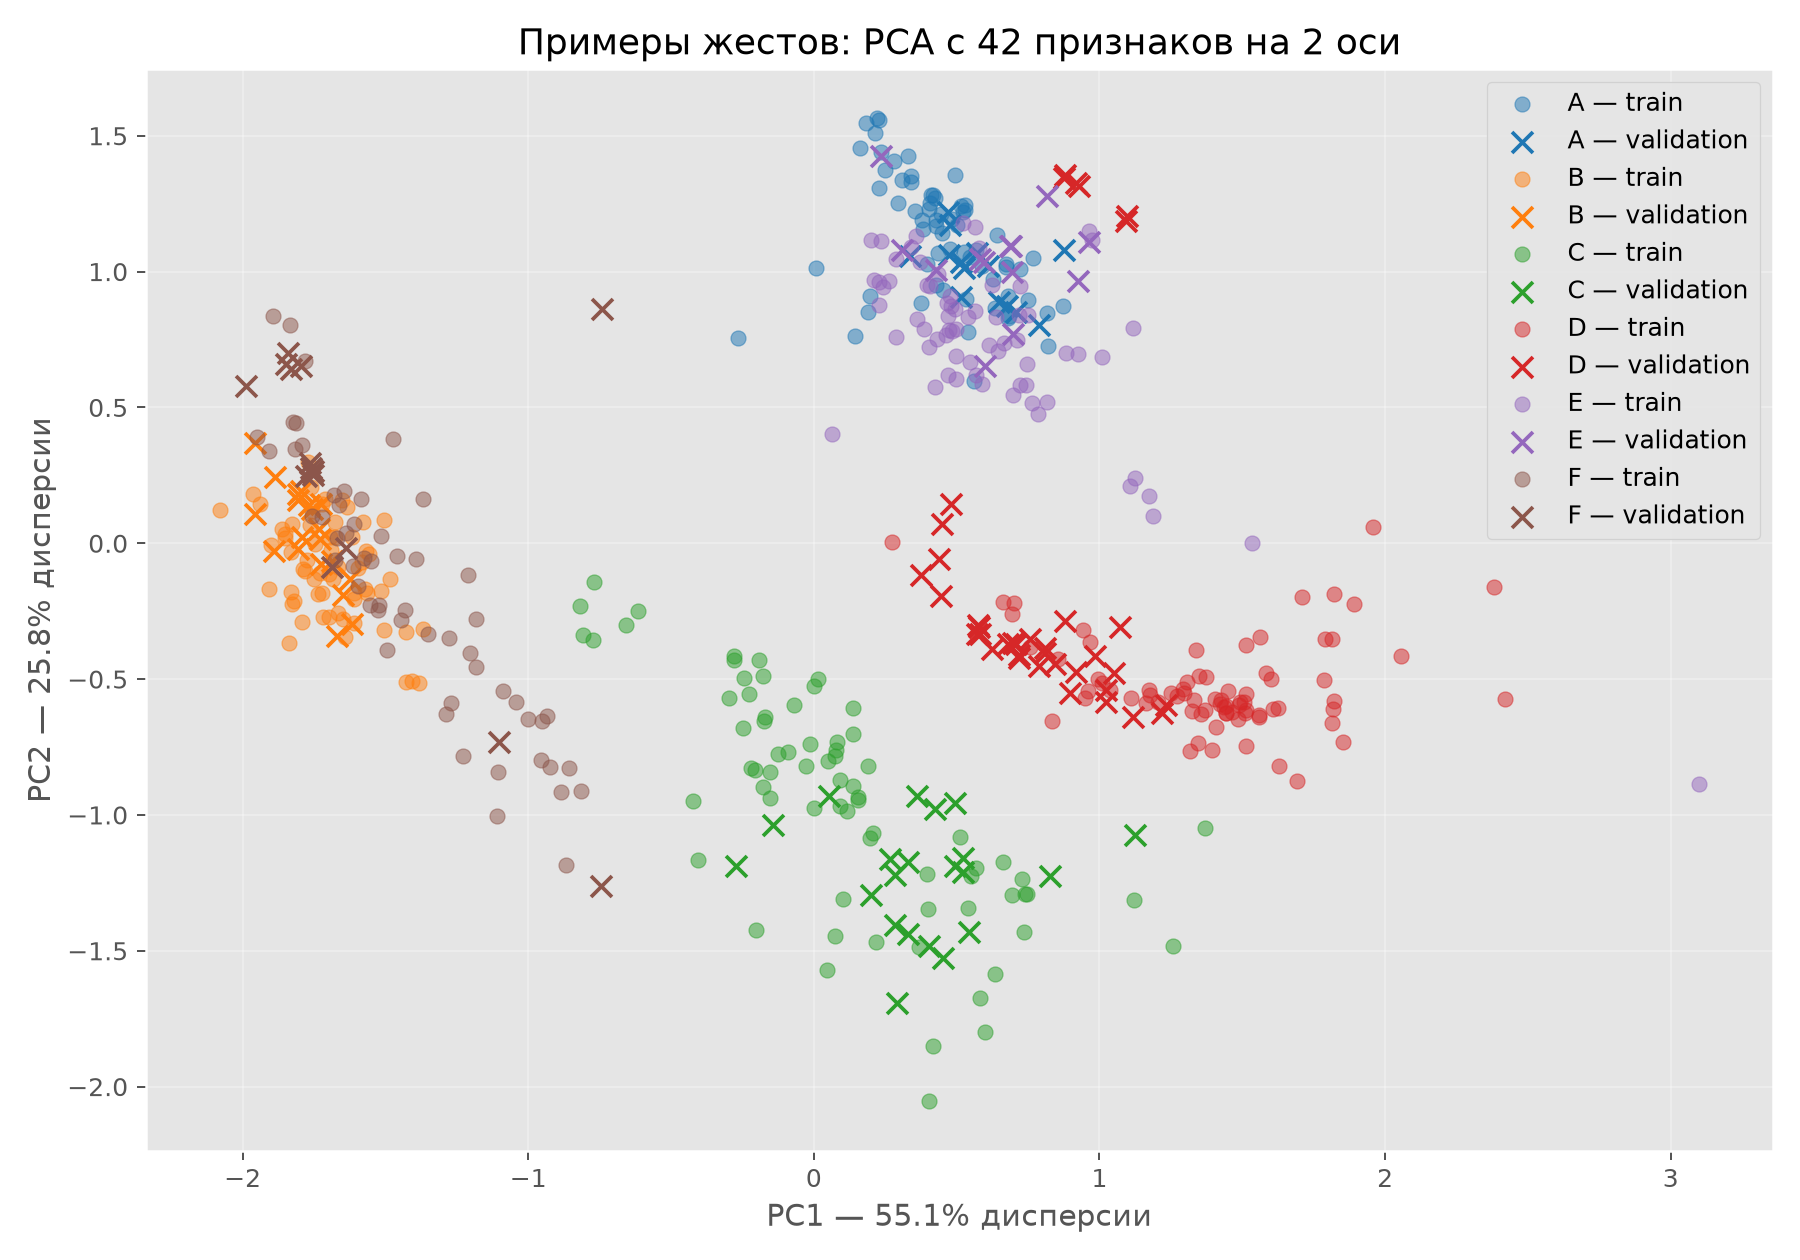 Примеры жестов: PCA с 42 признаков на 2 оси
A — train
A — validation
B — train
B — validation
C — train
C — validation
D — train
D — validation
E — train
E — validation
F — train
F — validation
1.5
1.0
0.5
0.0
−0.5
−1.0
−1.5
−2.0
PC2 — 25.8% дисперсии
−2
−1
0
1
2
3
PC1 — 55.1% дисперсии